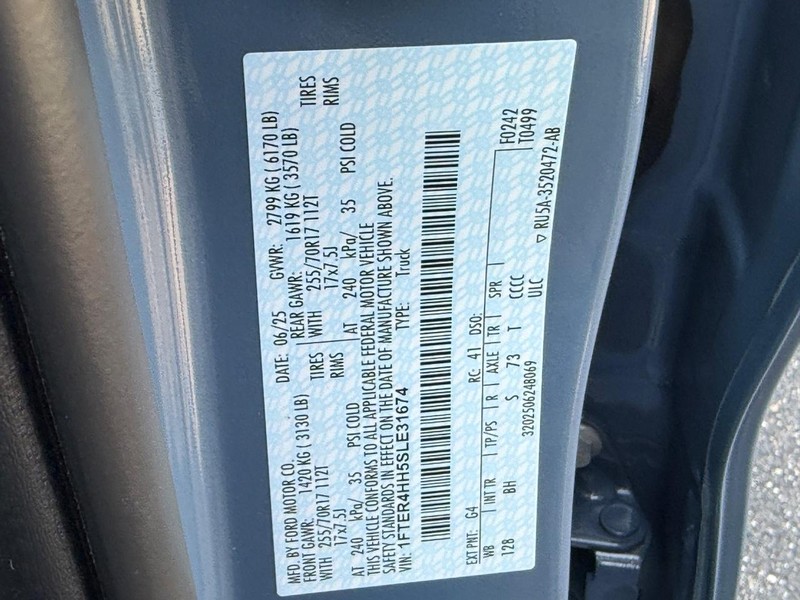 MFD. BY FORD MOTOR CO.
DATE: 06/25
GVWR: 2799 KG ( 6170 LB)
FRONT GAWR: 1420 KG ( 3130 LB)
REAR GAWR: 1619 KG ( 3570 LB)
WITH 255/70R17 112T TIRES
WITH 255/70R17 112T TIRES
17x7.5J RIMS
17x7.5J RIMS
AT 240 kPa/ 35 PSI COLD
AT 240 kPa/ 35 PSI COLD
THIS VEHICLE CONFORMS TO ALL APPLICABLE FEDERAL MOTOR VEHICLE
SAFETY STANDARDS IN EFFECT ON THE DATE OF MANUFACTURE SHOWN ABOVE.
VIN: 1FTER4HH5SLE31674
TYPE: Truck
F0242
T0499
EXT PNT: G4 RC: 41 DSO:
WB INT TR TP/PS R AXLE TR SPR
128 BH S 73 T CCCC
ULC
3202506248069
▽ RU5A-3520472-AB